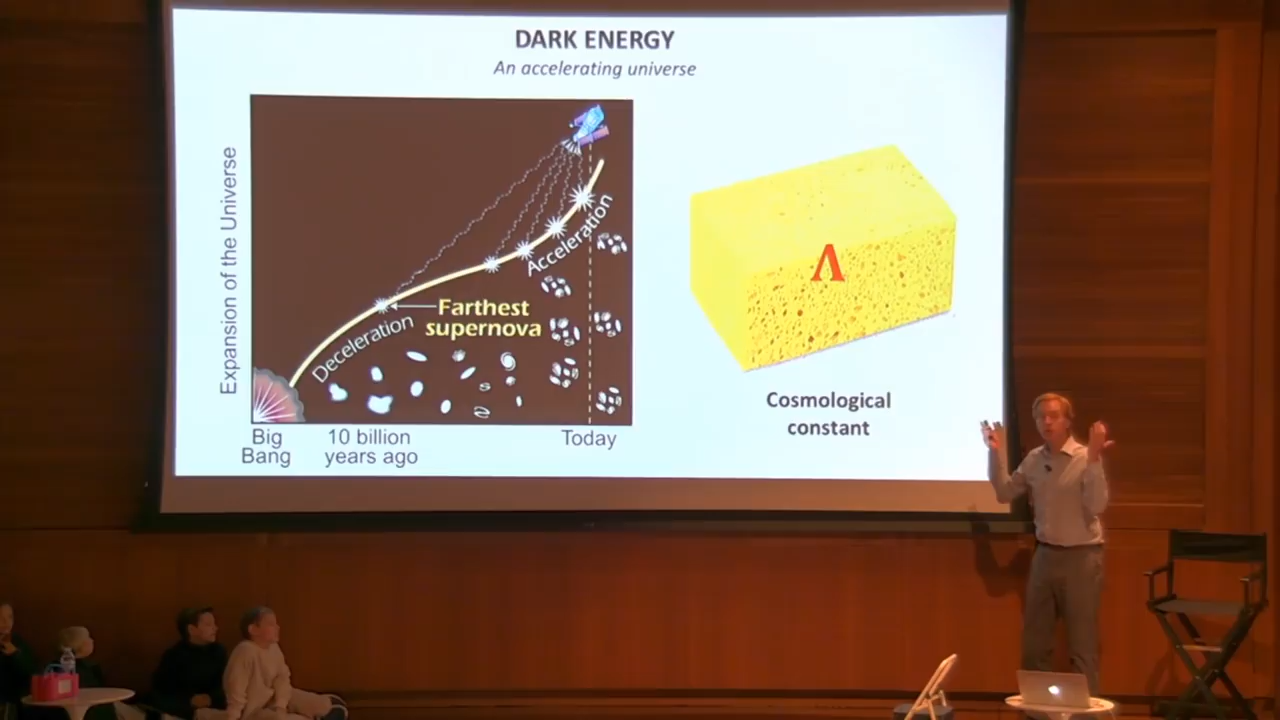 DARK ENERGY
An accelerating universe
Expansion of the Universe
Acceleration
Farthest
supernova
Deceleration
Big
Bang
10 billion
years ago
Today
Λ
Cosmological
constant